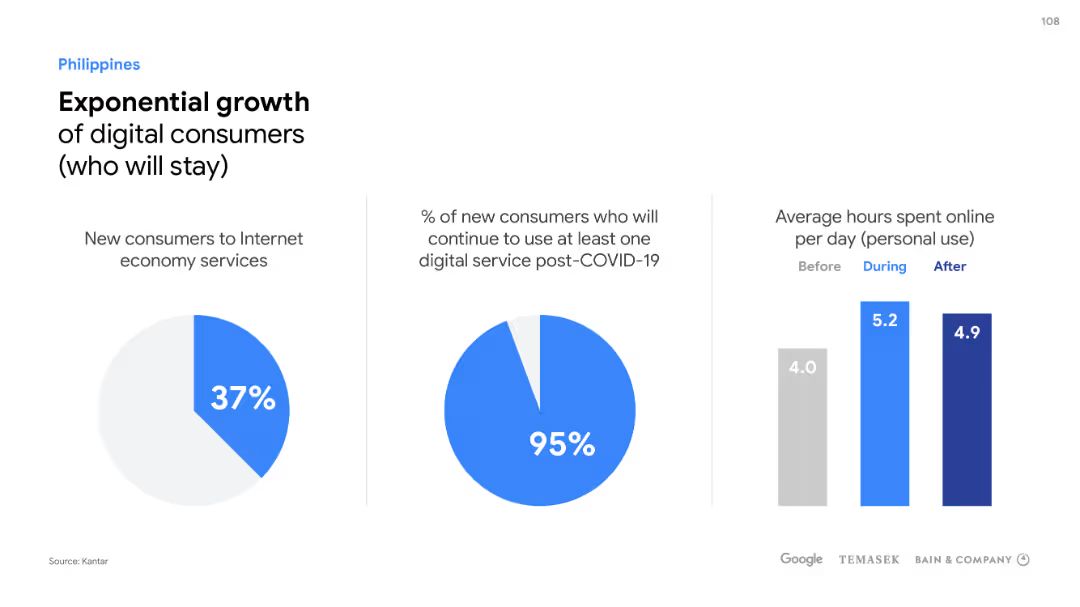 108
Philippines
Exponential growth
of digital consumers
(who will stay)
New consumers to Internet
economy services
37%
% of new consumers who will
continue to use at least one
digital service post-COVID-19
95%
Average hours spent online
per day (personal use)
Before During After
4.0
5.2
4.9
Source: Kantar
Google TEMASEK BAIN & COMPANY